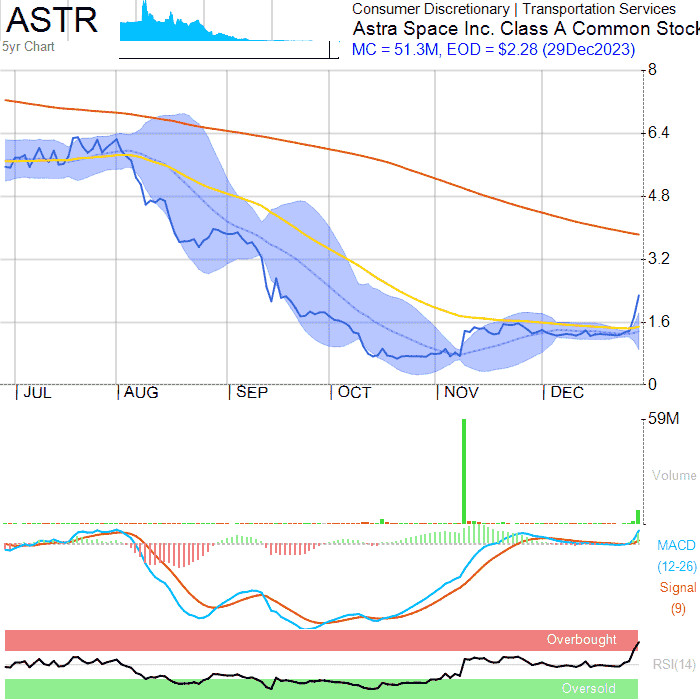 ASTR
5yr Chart
Consumer Discretionary | Transportation Services
Astra Space Inc. Class A Common Stock
MC = 51.3M, EOD = $2.28 (29Dec2023)
8
6.4
4.8
3.2
1.6
0
JUL AUG SEP OCT NOV DEC
59M
Volume
MACD
(12-26)
Signal
(9)
Overbought
RSI(14)
Oversold